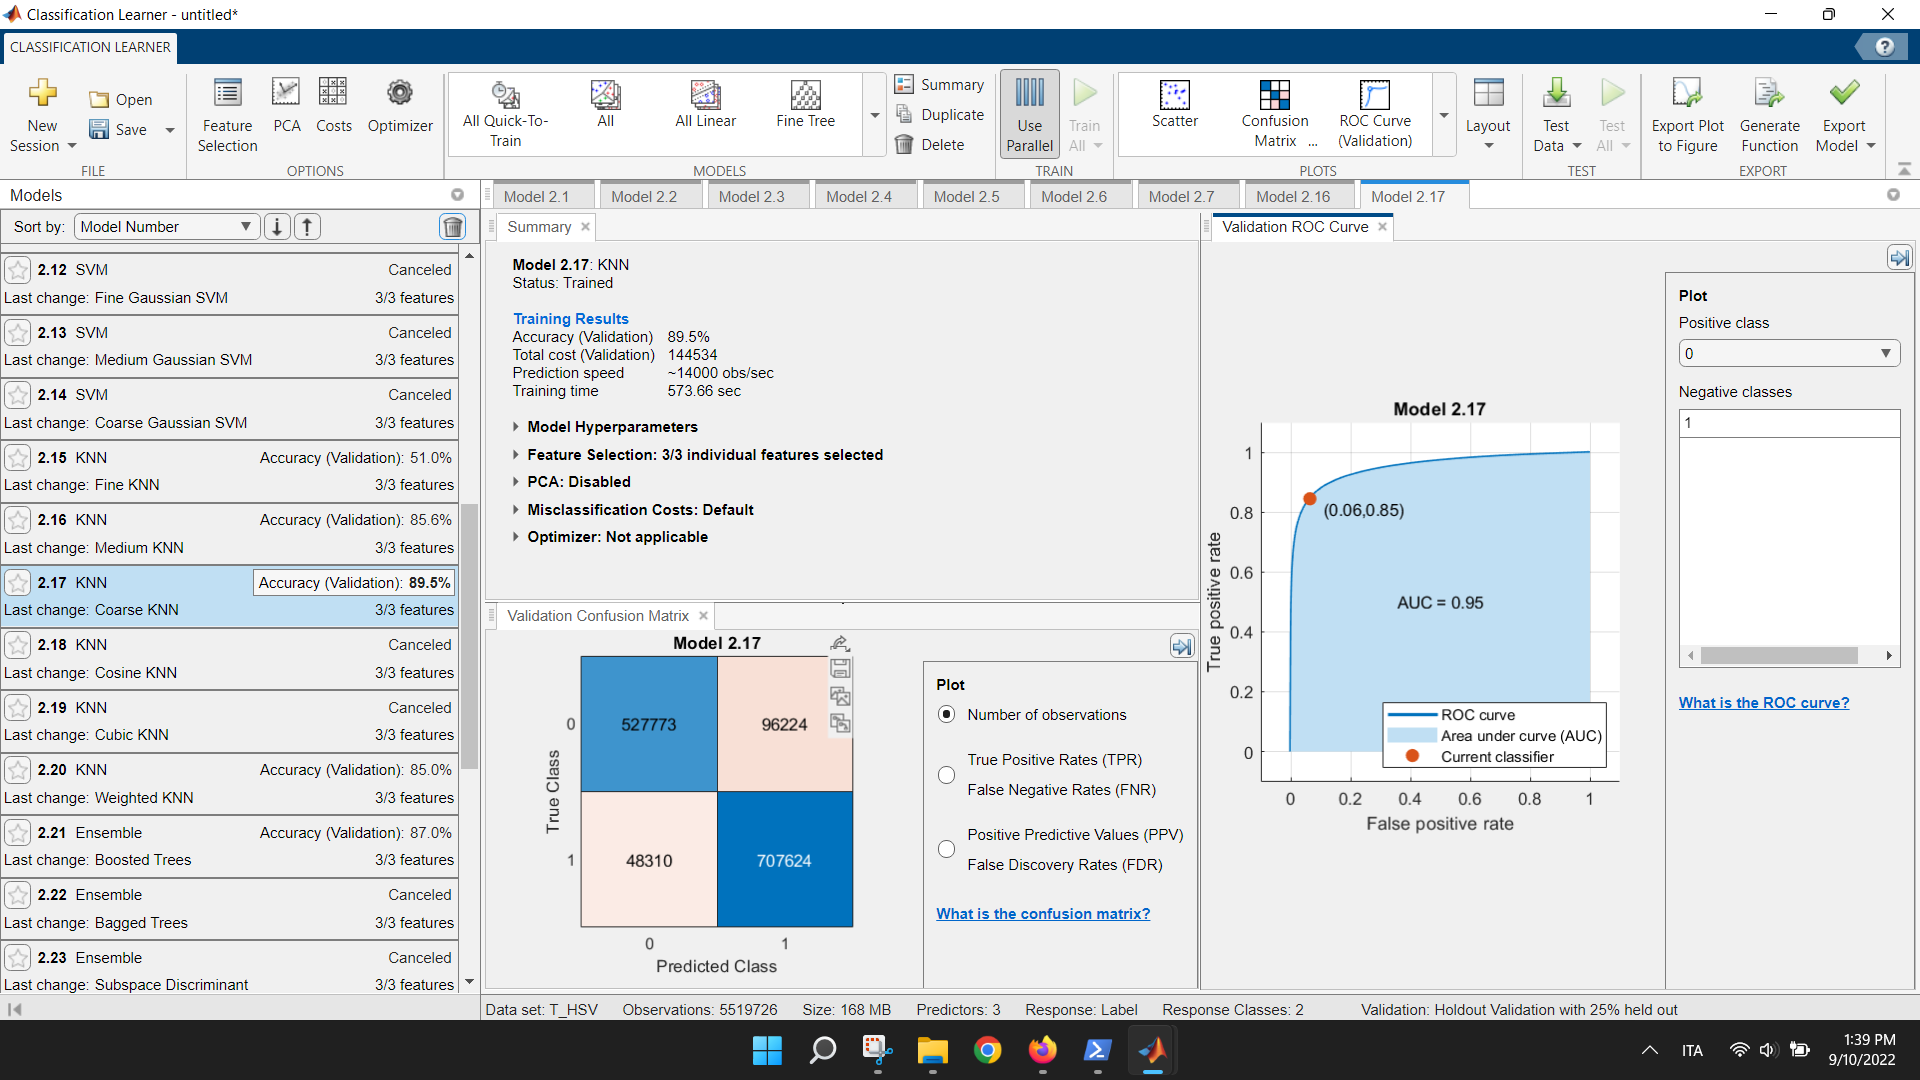 Classification Learner - untitled*
CLASSIFICATION LEARNER
New Session
Open
Save
FILE
Feature Selection
PCA
Costs
Optimizer
OPTIONS
All Quick-To-Train
All
All Linear
Fine Tree
MODELS
Summary
Duplicate
Delete
Use Parallel
Train All
TRAIN
Scatter
Confusion Matrix ...
ROC Curve (Validation)
PLOTS
Layout
Test Data
Test All
TEST
Export Plot to Figure
Generate Function
Export Model
EXPORT
Models
Sort by: Model Number
2.12 SVM Canceled
Last change: Fine Gaussian SVM 3/3 features
2.13 SVM Canceled
Last change: Medium Gaussian SVM 3/3 features
2.14 SVM Canceled
Last change: Coarse Gaussian SVM 3/3 features
2.15 KNN Accuracy (Validation): 51.0%
Last change: Fine KNN 3/3 features
2.16 KNN Accuracy (Validation): 85.6%
Last change: Medium KNN 3/3 features
2.17 KNN Accuracy (Validation): 89.5%
Last change: Coarse KNN 3/3 features
2.18 KNN Canceled
Last change: Cosine KNN 3/3 features
2.19 KNN Canceled
Last change: Cubic KNN 3/3 features
2.20 KNN Accuracy (Validation): 85.0%
Last change: Weighted KNN 3/3 features
2.21 Ensemble Accuracy (Validation): 87.0%
Last change: Boosted Trees 3/3 features
2.22 Ensemble Canceled
Last change: Bagged Trees 3/3 features
2.23 Ensemble Canceled
Last change: Subspace Discriminant 3/3 features
Model 2.1 Model 2.2 Model 2.3 Model 2.4 Model 2.5 Model 2.6 Model 2.7 Model 2.16 Model 2.17
Summary
Model 2.17: KNN
Status: Trained
Training Results
Accuracy (Validation) 89.5%
Total cost (Validation) 144534
Prediction speed ~14000 obs/sec
Training time 573.66 sec
Model Hyperparameters
Feature Selection: 3/3 individual features selected
PCA: Disabled
Misclassification Costs: Default
Optimizer: Not applicable
Validation Confusion Matrix
Model 2.17
True Class
0 527773 96224
1 48310 707624
0 1
Predicted Class
Plot
Number of observations
True Positive Rates (TPR)
False Negative Rates (FNR)
Positive Predictive Values (PPV)
False Discovery Rates (FDR)
What is the confusion matrix?
Validation ROC Curve
Model 2.17
True positive rate
1
0.8
0.6
0.4
0.2
0
(0.06,0.85)
AUC = 0.95
ROC curve
Area under curve (AUC)
Current classifier
0 0.2 0.4 0.6 0.8 1
False positive rate
Plot
Positive class
0
Negative classes
1
What is the ROC curve?
Data set: T_HSV Observations: 5519726 Size: 168 MB Predictors: 3 Response: Label Response Classes: 2 Validation: Holdout Validation with 25% held out
ITA
1:39 PM
9/10/2022